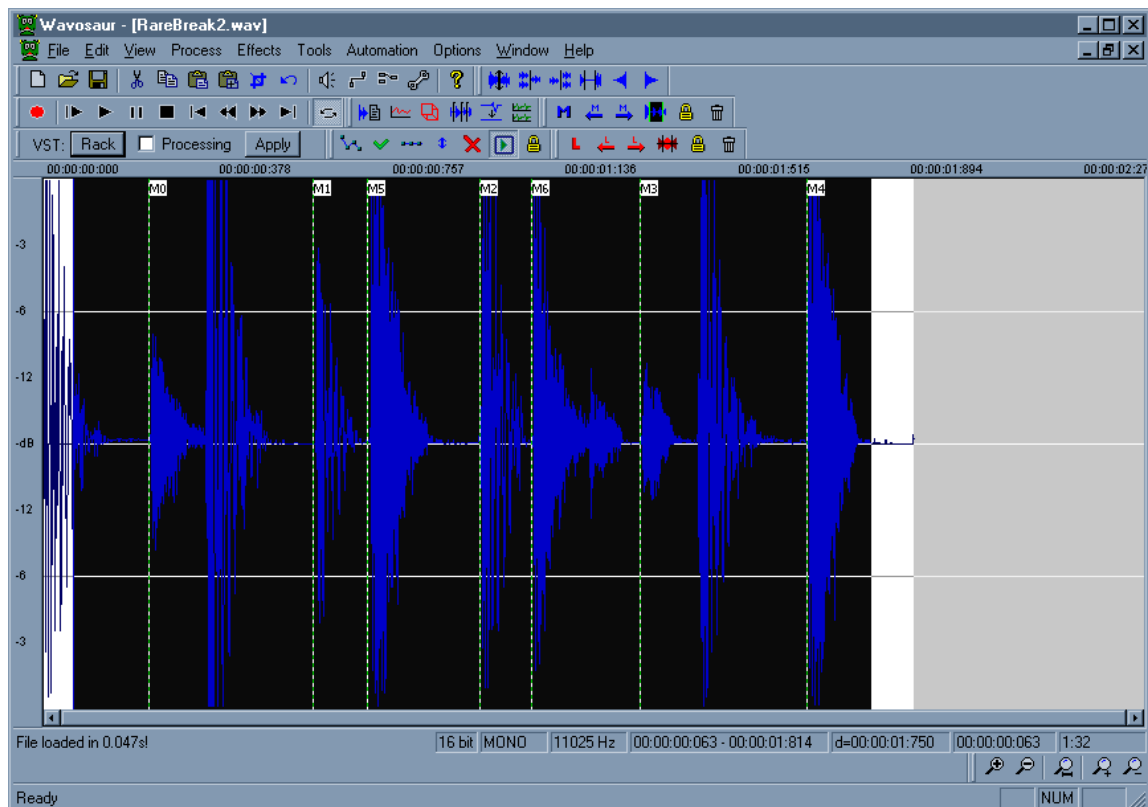 Wavosaur - [RareBreak2.wav]
File Edit View Process Effects Tools Automation Options Window Help
M M M
VST: Rack Processing Apply L L L
00:00:00:000 00:00:00:378 00:00:00:757 00:00:01:136 00:00:01:515 00:00:01:894 00:00:02:27
M0 M1 M5 M2 M6 M3 M4
-3
-6
-12
-dB
-12
-6
-3
File loaded in 0.047s! 16 bit MONO 11025 Hz 00:00:00:063 - 00:00:01:814 d=00:00:01:750 00:00:00:063 1:32
Ready NUM